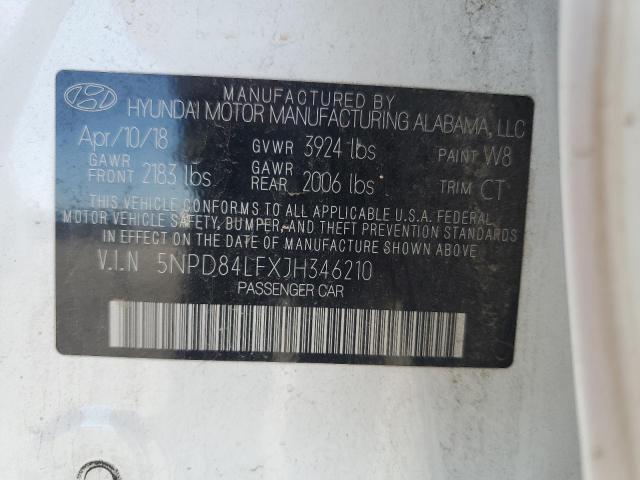 MANUFACTURED BY
HYUNDAI MOTOR MANUFACTURING ALABAMA, LLC
Apr/10/18 GVWR 3924 lbs PAINT W8
GAWR FRONT 2183 lbs GAWR REAR 2006 lbs TRIM CT
THIS VEHICLE CONFORMS TO ALL APPLICABLE U.S.A. FEDERAL
MOTOR VEHICLE SAFETY, BUMPER, AND THEFT PREVENTION
STANDARDS IN EFFECT ON THE DATE OF MANUFACTURE SHOWN ABOVE.
V.I.N 5NPD84LFXJH346210
PASSENGER CAR